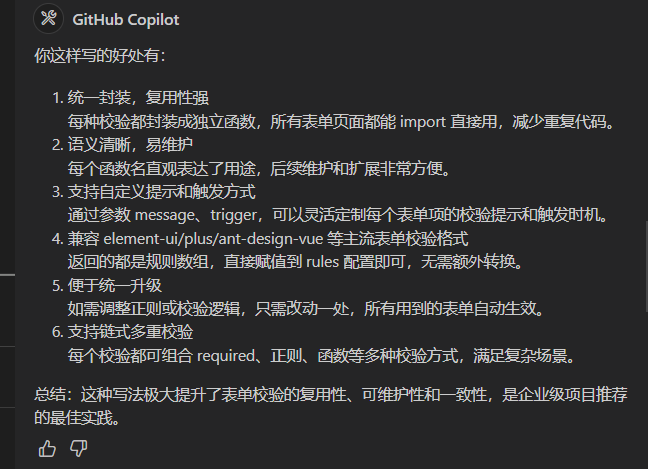 GitHub Copilot
你这样写的好处有：
1. 统一封装，复用性强
每种校验都封装成独立函数，所有表单页面都能 import 直接用，减少重复代码。
2. 语义清晰，易维护
每个函数名直观表达了用途，后续维护和扩展非常方便。
3. 支持自定义提示和触发方式
通过参数 message、trigger，可以灵活定制每个表单项的校验提示和触发时机。
4. 兼容 element-ui/plus/ant-design-vue 等主流表单校验格式
返回的都是规则数组，直接赋值到 rules 配置即可，无需额外转换。
5. 便于统一升级
如需调整正则或校验逻辑，只需改动一处，所有用到的表单自动生效。
6. 支持链式多重校验
每个校验都可组合 required、正则、函数等多种校验方式，满足复杂场景。
总结：这种写法极大提升了表单校验的复用性、可维护性和一致性，是企业级项目推荐
的最佳实践。